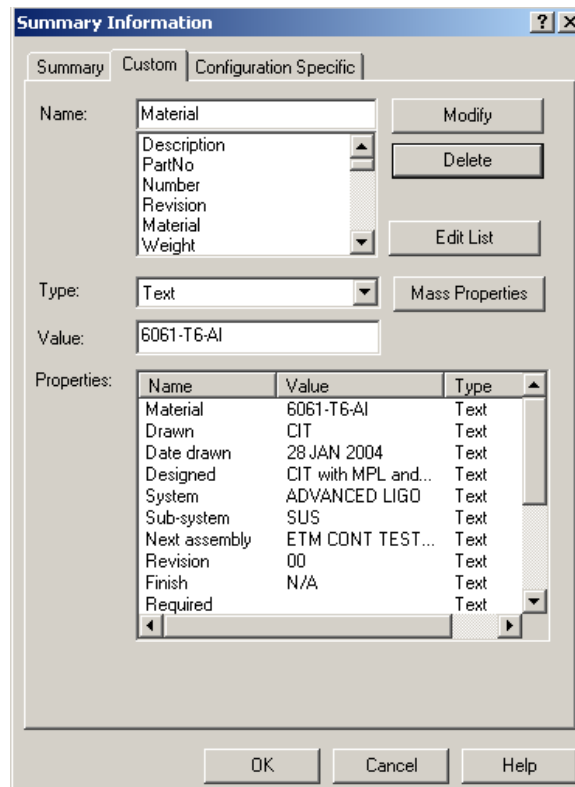 Summary Information
Summary Custom Configuration Specific
Name: Material Modify
Description
PartNo
Number
Revision
Material
Weight
Delete
Edit List
Type: Text Mass Properties
Value: 6061-T6-Al
Properties:
Name Value Type
Material 6061-T6-Al Text
Drawn CIT Text
Date drawn 28 JAN 2004 Text
Designed CIT with MPL and... Text
System ADVANCED LIGO Text
Sub-system SUS Text
Next assembly ETM CONT TEST... Text
Revision 00 Text
Finish N/A Text
Required Text
OK Cancel Help